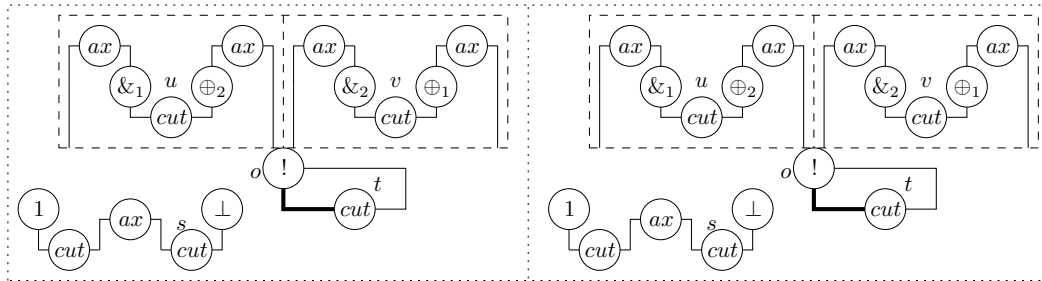 ax ax ax ax ax ax ax ax
&₁ u ⊕₂ &₂ v ⊕₁ &₁ u ⊕₂ &₂ v ⊕₁
cut cut cut cut
o ! o !
t t
1 ax s ⊥ cut 1 ax s ⊥ cut
cut cut cut cut